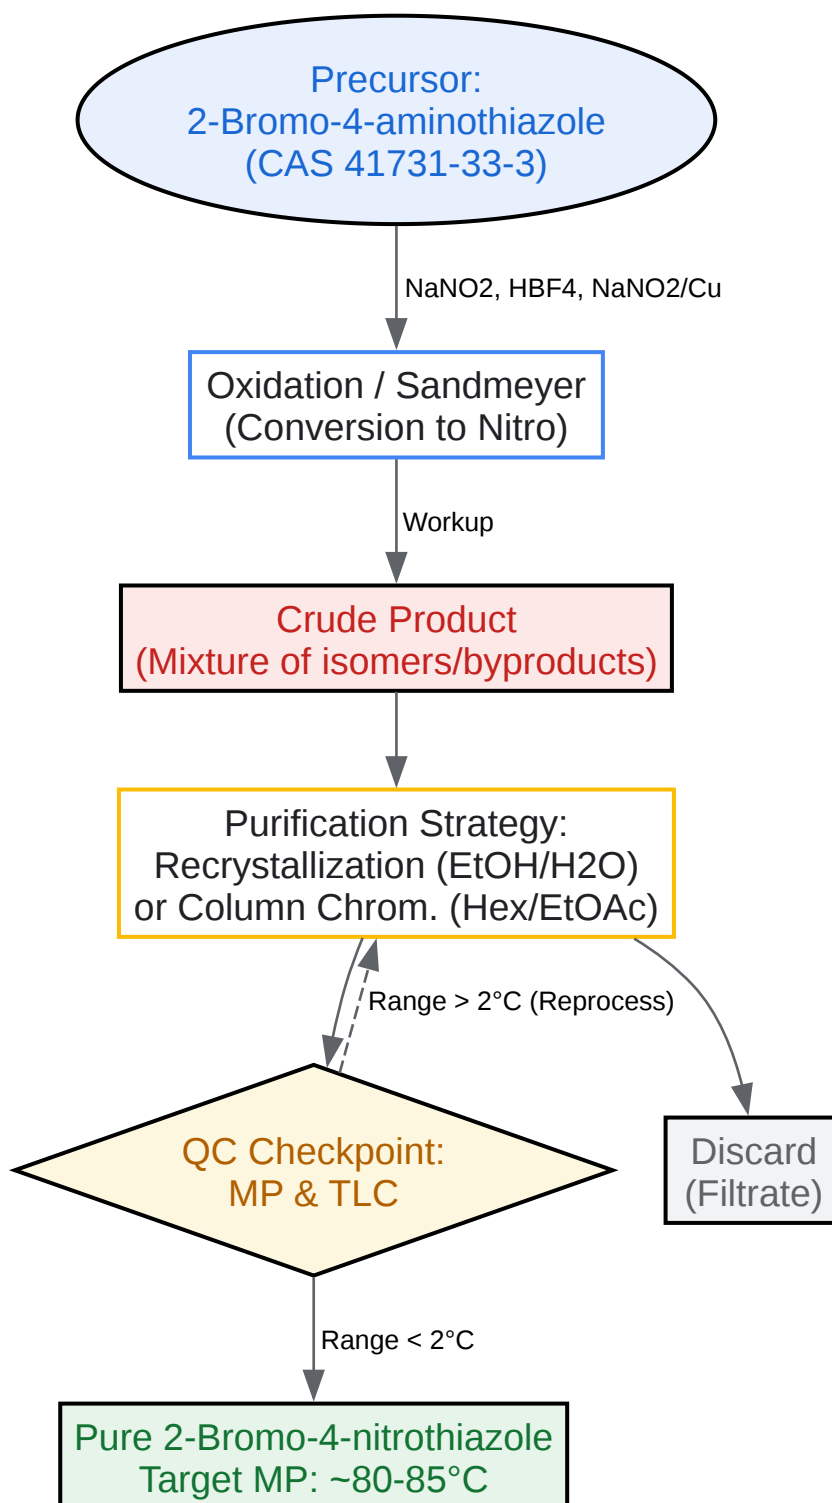 Precursor:
2-Bromo-4-aminothiazole
(CAS 41731-33-3)
NaNO2, HBF4, NaNO2/Cu
Oxidation / Sandmeyer
(Conversion to Nitro)
Workup
Crude Product
(Mixture of isomers/byproducts)
Purification Strategy:
Recrystallization (EtOH/H2O)
or Column Chrom. (Hex/EtOAc)
Range > 2°C (Reprocess)
QC Checkpoint:
MP & TLC
Discard
(Filtrate)
Range < 2°C
Pure 2-Bromo-4-nitrothiazole
Target MP: ~80-85°C